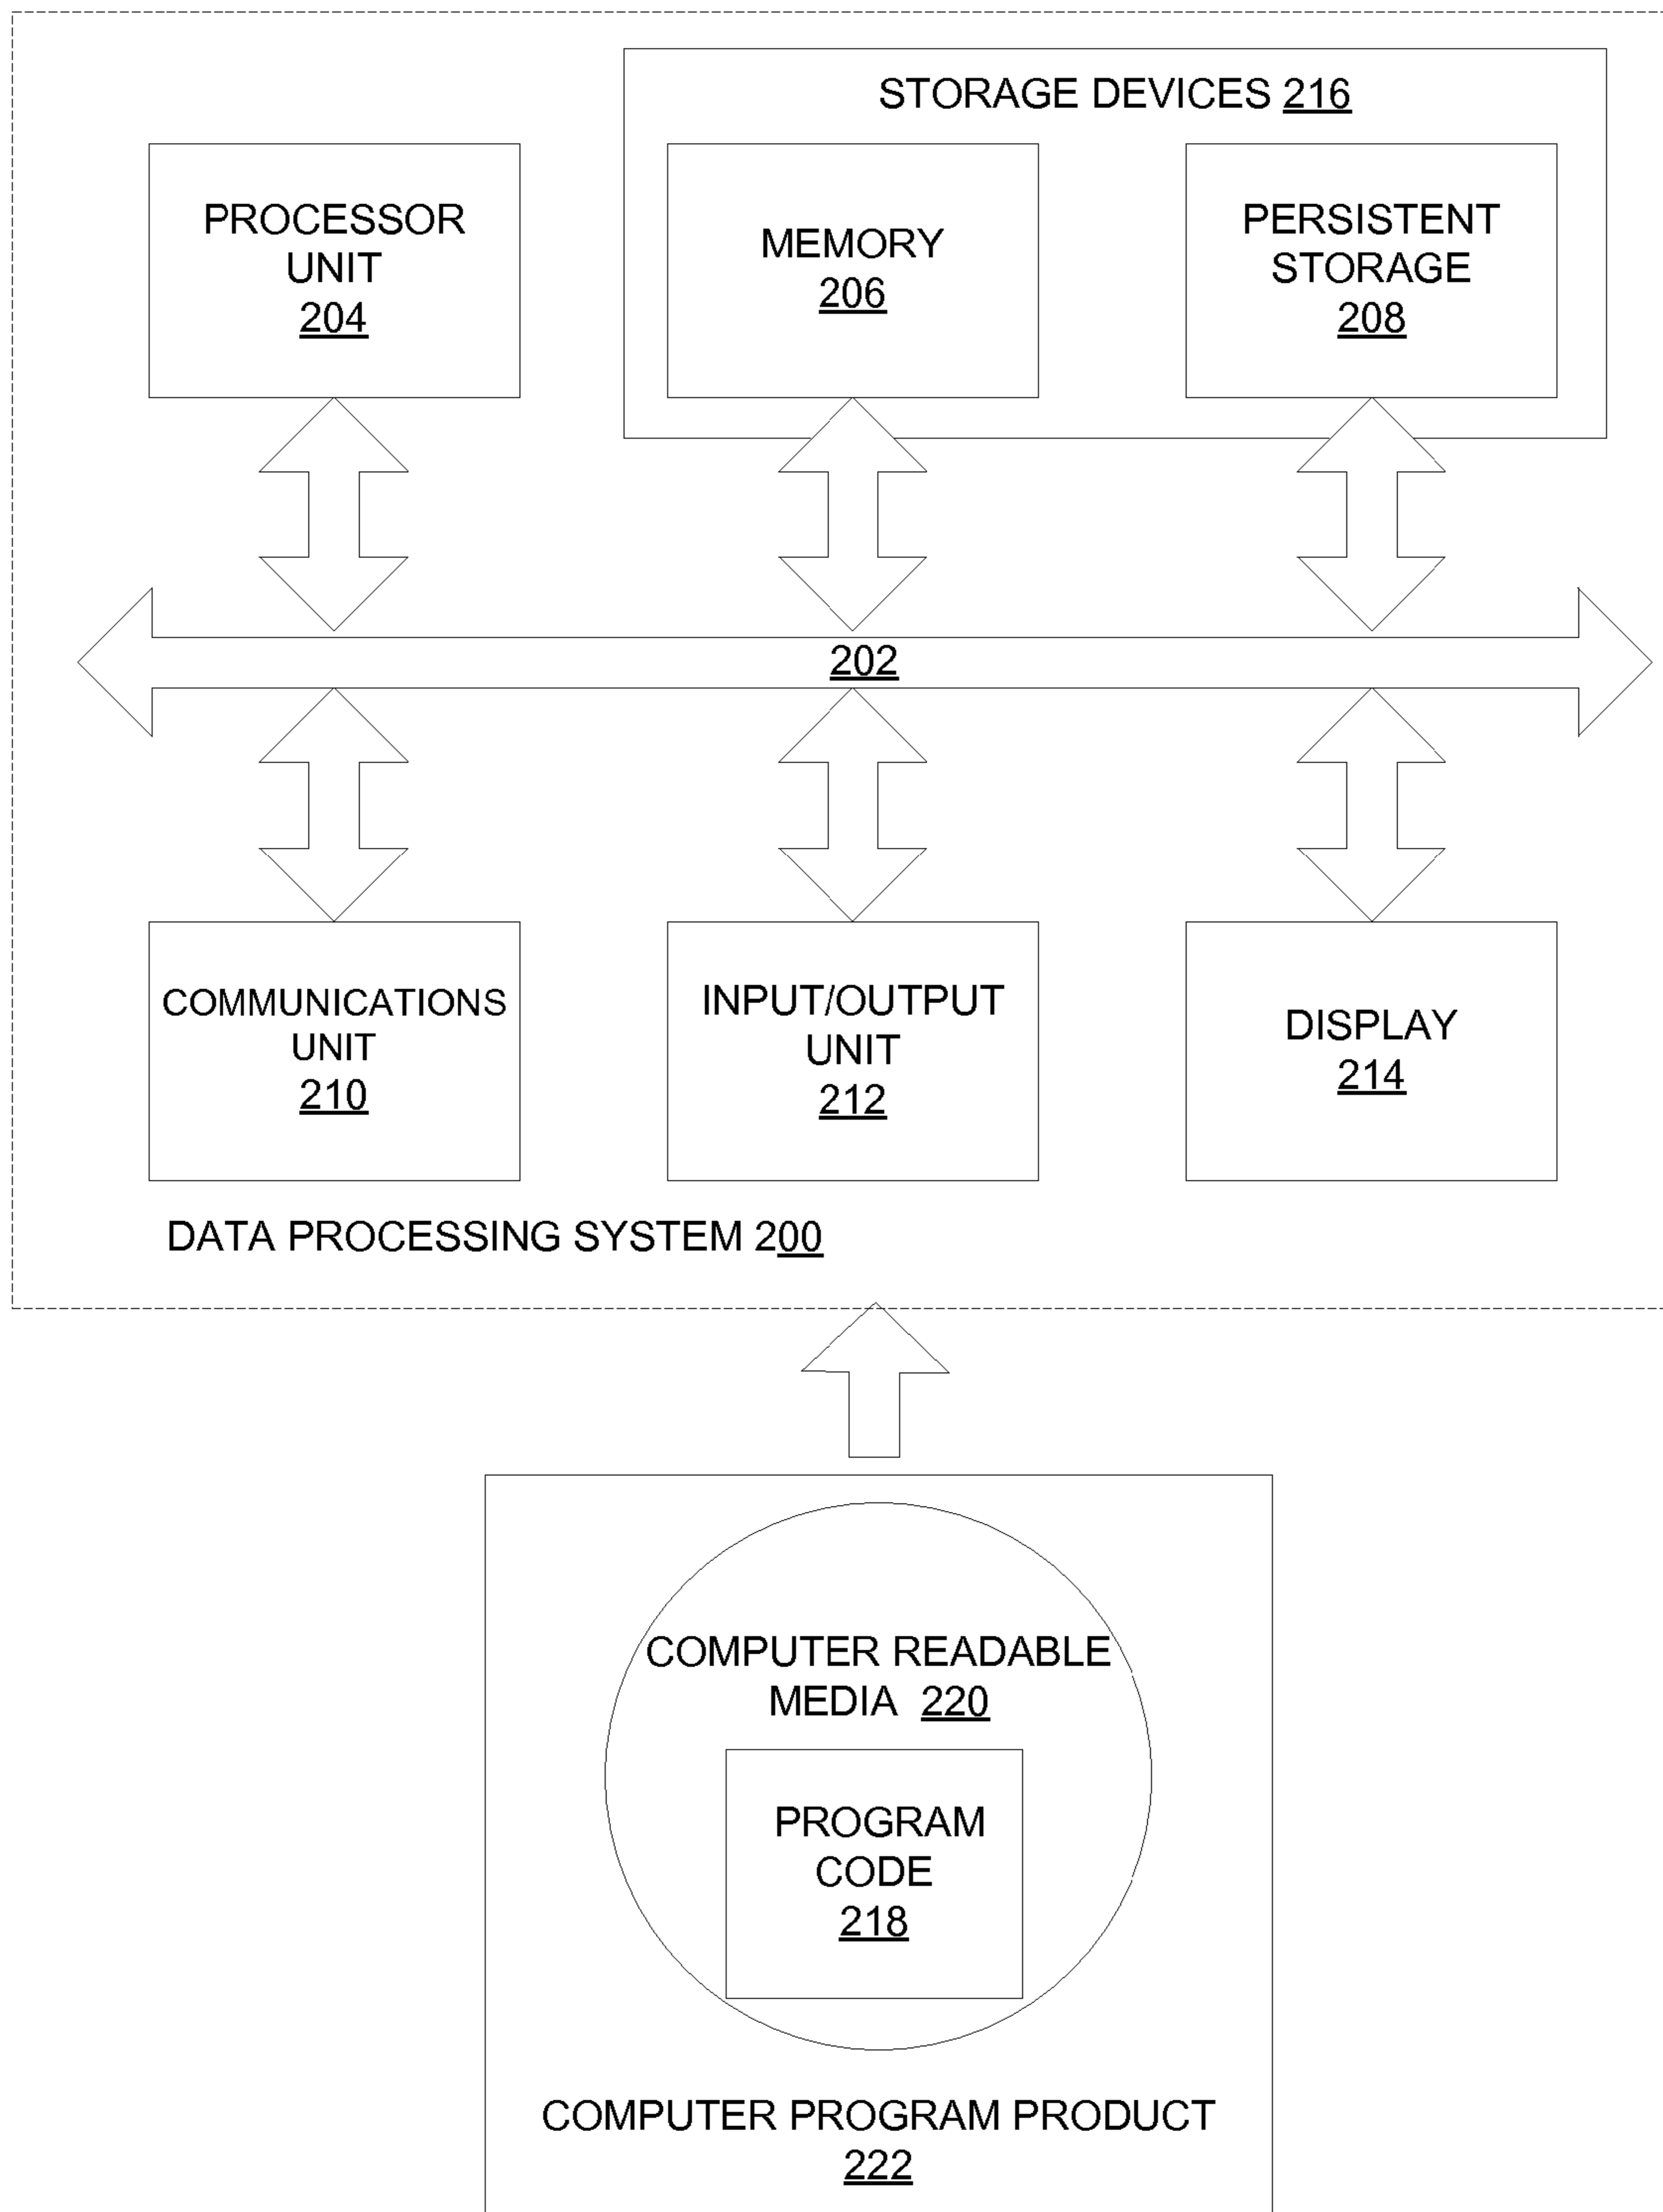 STORAGE DEVICES 216
PROCESSOR
UNIT
204
MEMORY
206
PERSISTENT
STORAGE
208
202
COMMUNICATIONS
UNIT
210
INPUT/OUTPUT
UNIT
212
DISPLAY
214
DATA PROCESSING SYSTEM 200
COMPUTER READABLE
MEDIA 220
PROGRAM
CODE
218
COMPUTER PROGRAM PRODUCT
222